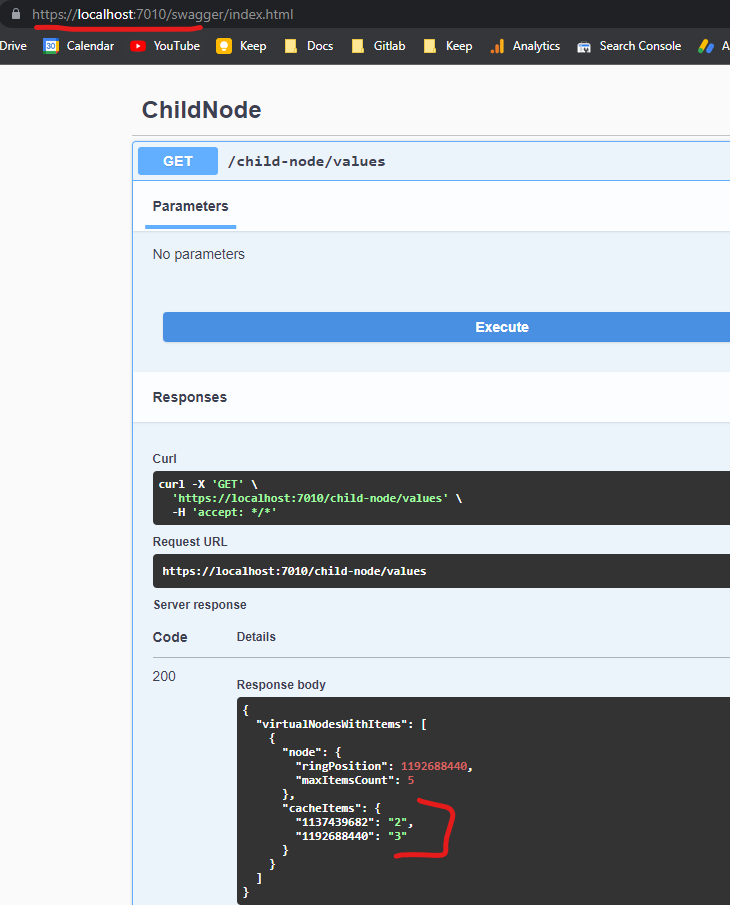 https://localhost:7010/swagger/index.html
Drive Calendar YouTube Keep Docs Gitlab Keep Analytics Search Console A
ChildNode
GET /child-node/values
Parameters
No parameters
Execute
Responses
Curl
curl -X 'GET' \
'https://localhost:7010/child-node/values' \
-H 'accept: */*'
Request URL
https://localhost:7010/child-node/values
Server response
Code Details
200
Response body
{
"virtualNodesWithItems": [
{
"node": {
"ringPosition": 1192688440,
"maxItemsCount": 5
},
"cacheItems": {
"1137439682": "2",
"1192688440": "3"
}
}
]
}